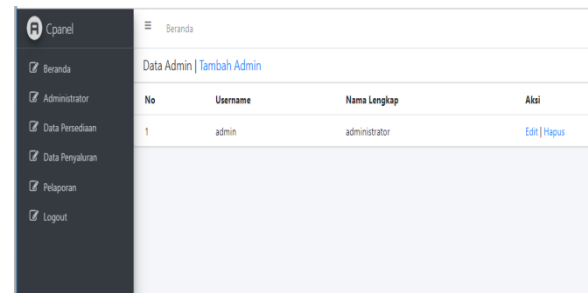 Cpanel
Beranda
Administrator
Data Persediaan
Data Penyaluran
Pelaporan
Logout
Beranda
Data Admin | Tambah Admin
No Username Nama Lengkap Aksi
1 admin administrator Edit | Hapus